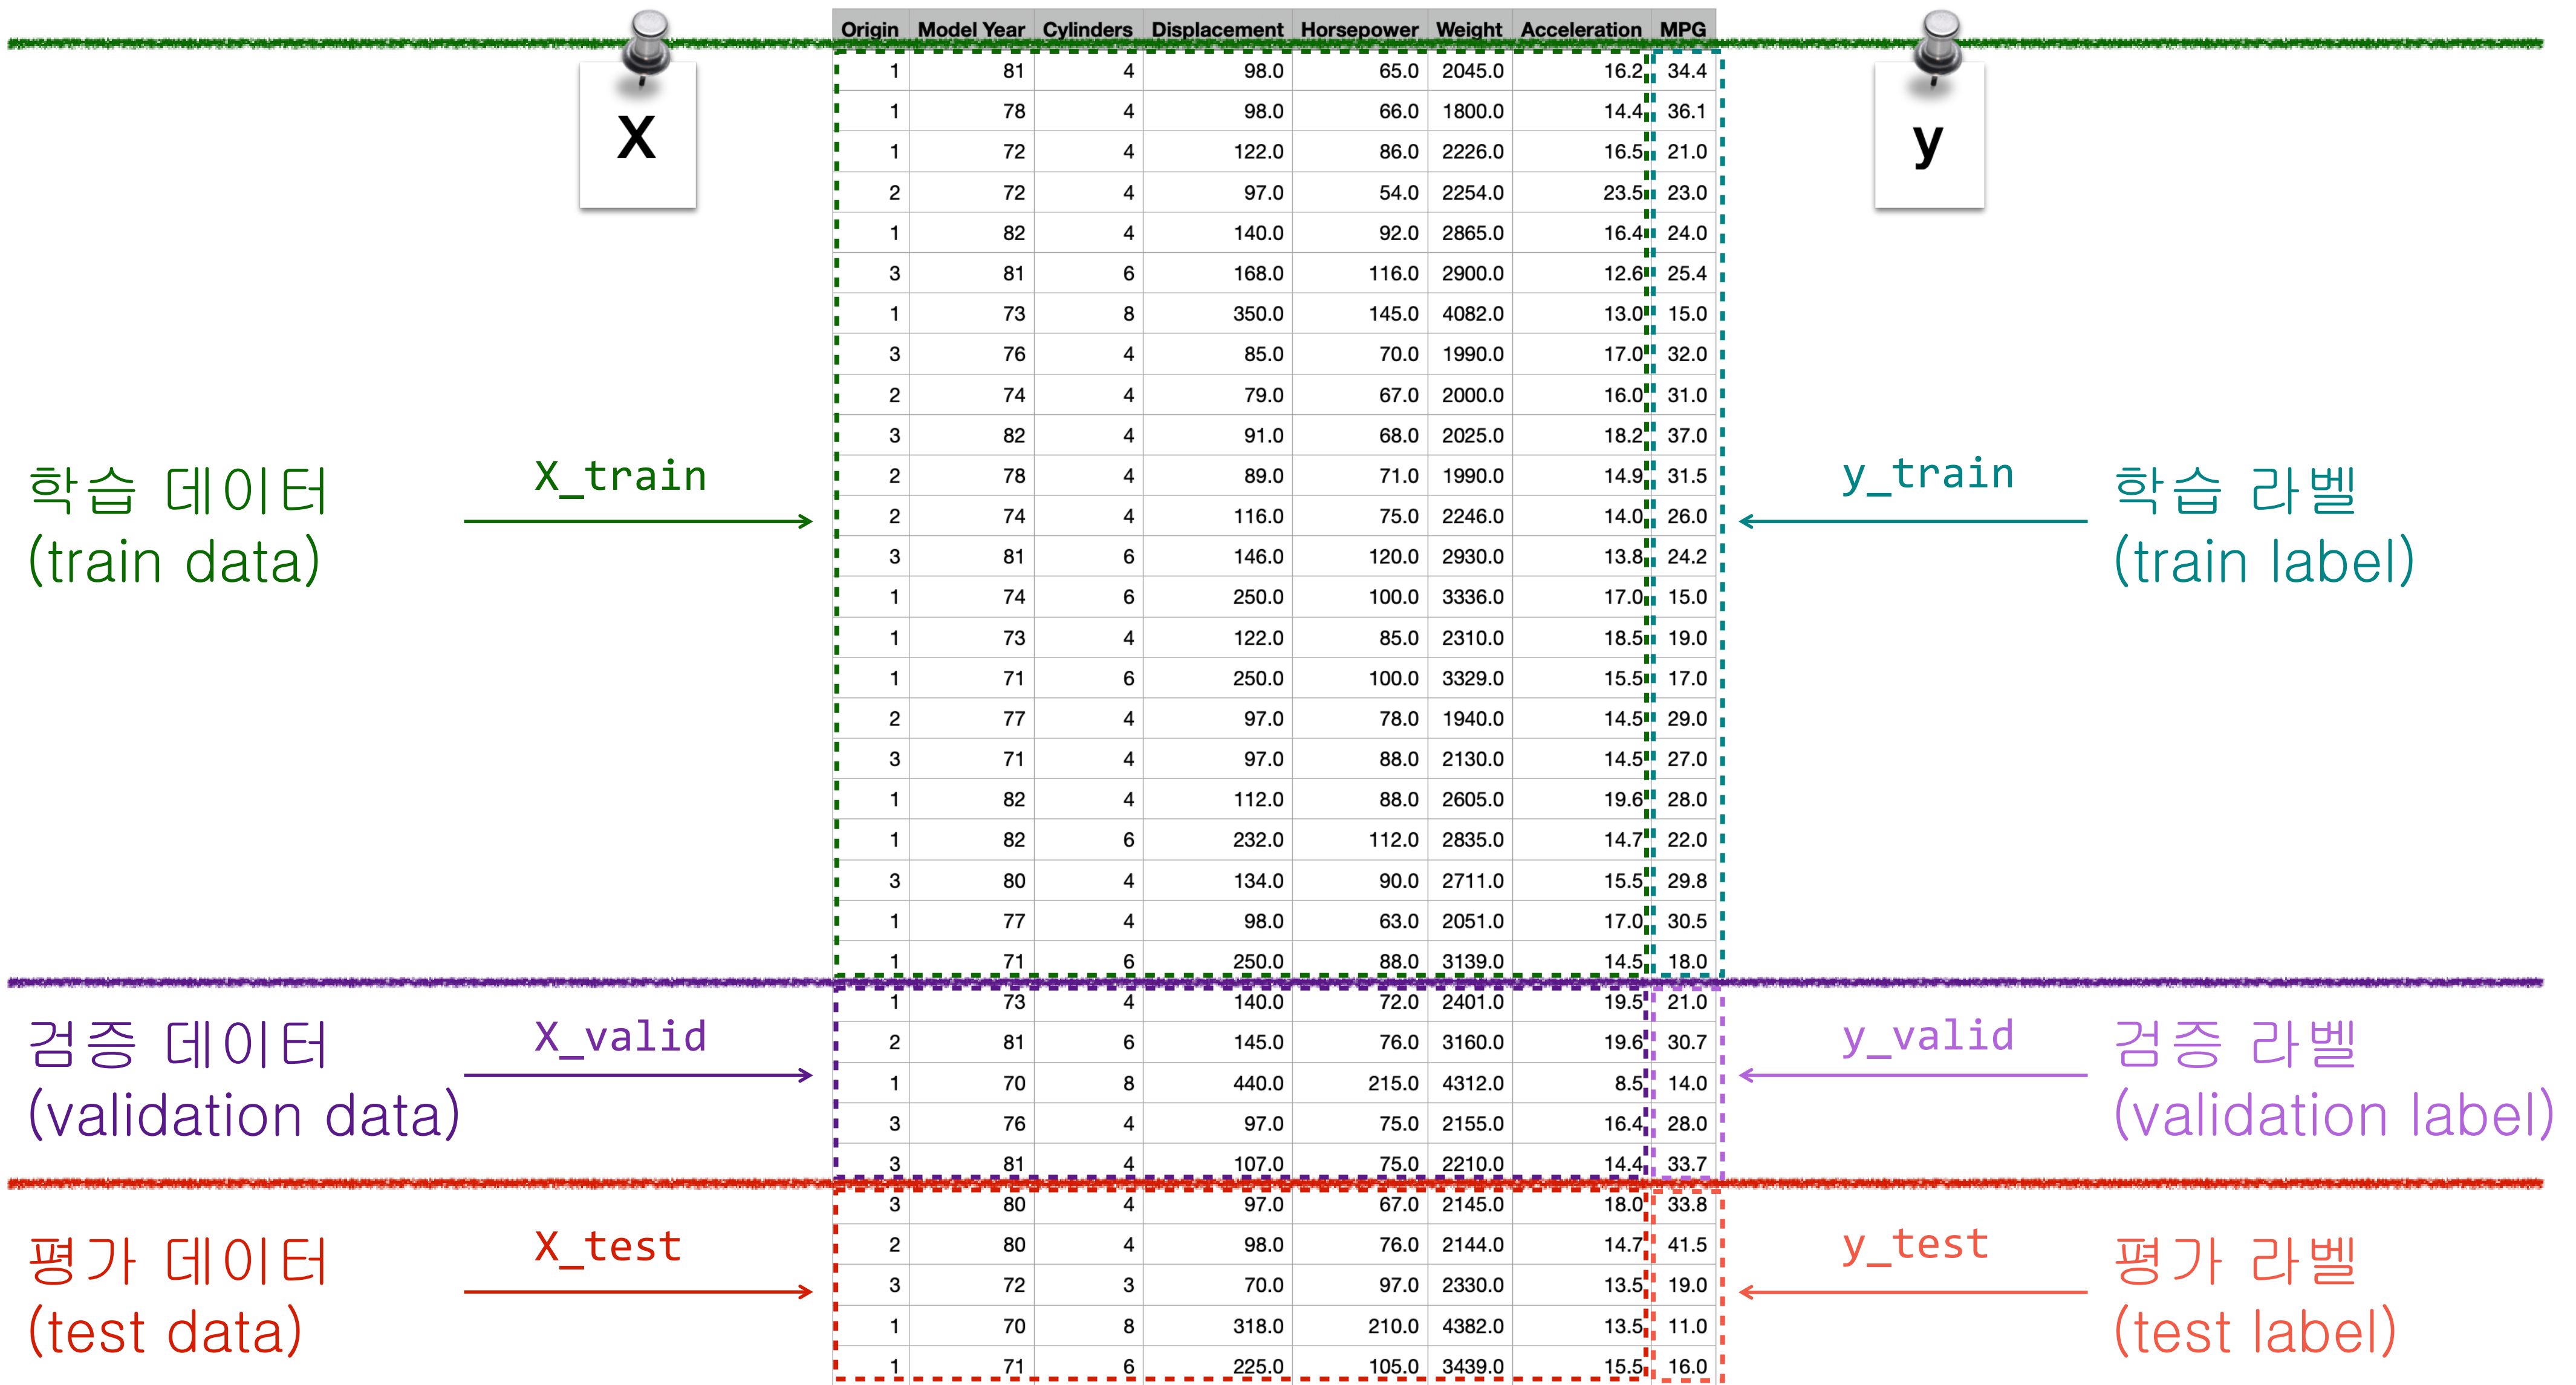 Origin Model Year Cylinders Displacement Horsepower Weight Acceleration MPG
X
y
1 81 4 98.0 65.0 2045.0 16.2 34.4
1 78 4 98.0 66.0 1800.0 14.4 36.1
1 72 4 122.0 86.0 2226.0 16.5 21.0
2 72 4 97.0 54.0 2254.0 23.5 23.0
1 82 4 140.0 92.0 2865.0 16.4 24.0
3 81 6 168.0 116.0 2900.0 12.6 25.4
1 73 8 350.0 145.0 4082.0 13.0 15.0
3 76 4 85.0 70.0 1990.0 17.0 32.0
2 74 4 79.0 67.0 2000.0 16.0 31.0
3 82 4 91.0 68.0 2025.0 18.2 37.0
2 78 4 89.0 71.0 1990.0 14.9 31.5
2 74 4 116.0 75.0 2246.0 14.0 26.0
3 81 6 146.0 120.0 2930.0 13.8 24.2
1 74 6 250.0 100.0 3336.0 17.0 15.0
1 73 4 122.0 85.0 2310.0 18.5 19.0
1 71 6 250.0 100.0 3329.0 15.5 17.0
2 77 4 97.0 78.0 1940.0 14.5 29.0
3 71 4 97.0 88.0 2130.0 14.5 27.0
1 82 4 112.0 88.0 2605.0 19.6 28.0
1 82 6 232.0 112.0 2835.0 14.7 22.0
3 80 4 134.0 90.0 2711.0 15.5 29.8
1 77 4 98.0 63.0 2051.0 17.0 30.5
1 71 6 250.0 88.0 3139.0 14.5 18.0
학습 데이터
(train data)
X_train
y_train
학습 라벨
(train label)
1 73 4 140.0 72.0 2401.0 19.5 21.0
2 81 6 145.0 76.0 3160.0 19.6 30.7
1 70 8 440.0 215.0 4312.0 8.5 14.0
3 76 4 97.0 75.0 2155.0 16.4 28.0
3 81 4 107.0 75.0 2210.0 14.4 33.7
검증 데이터
(validation data)
X_valid
y_valid
검증 라벨
(validation label)
3 80 4 97.0 67.0 2145.0 18.0 33.8
2 80 4 98.0 76.0 2144.0 14.7 41.5
3 72 3 70.0 97.0 2330.0 13.5 19.0
1 70 8 318.0 210.0 4382.0 13.5 11.0
1 71 6 225.0 105.0 3439.0 15.5 16.0
평가 데이터
(test data)
X_test
y_test
평가 라벨
(test label)